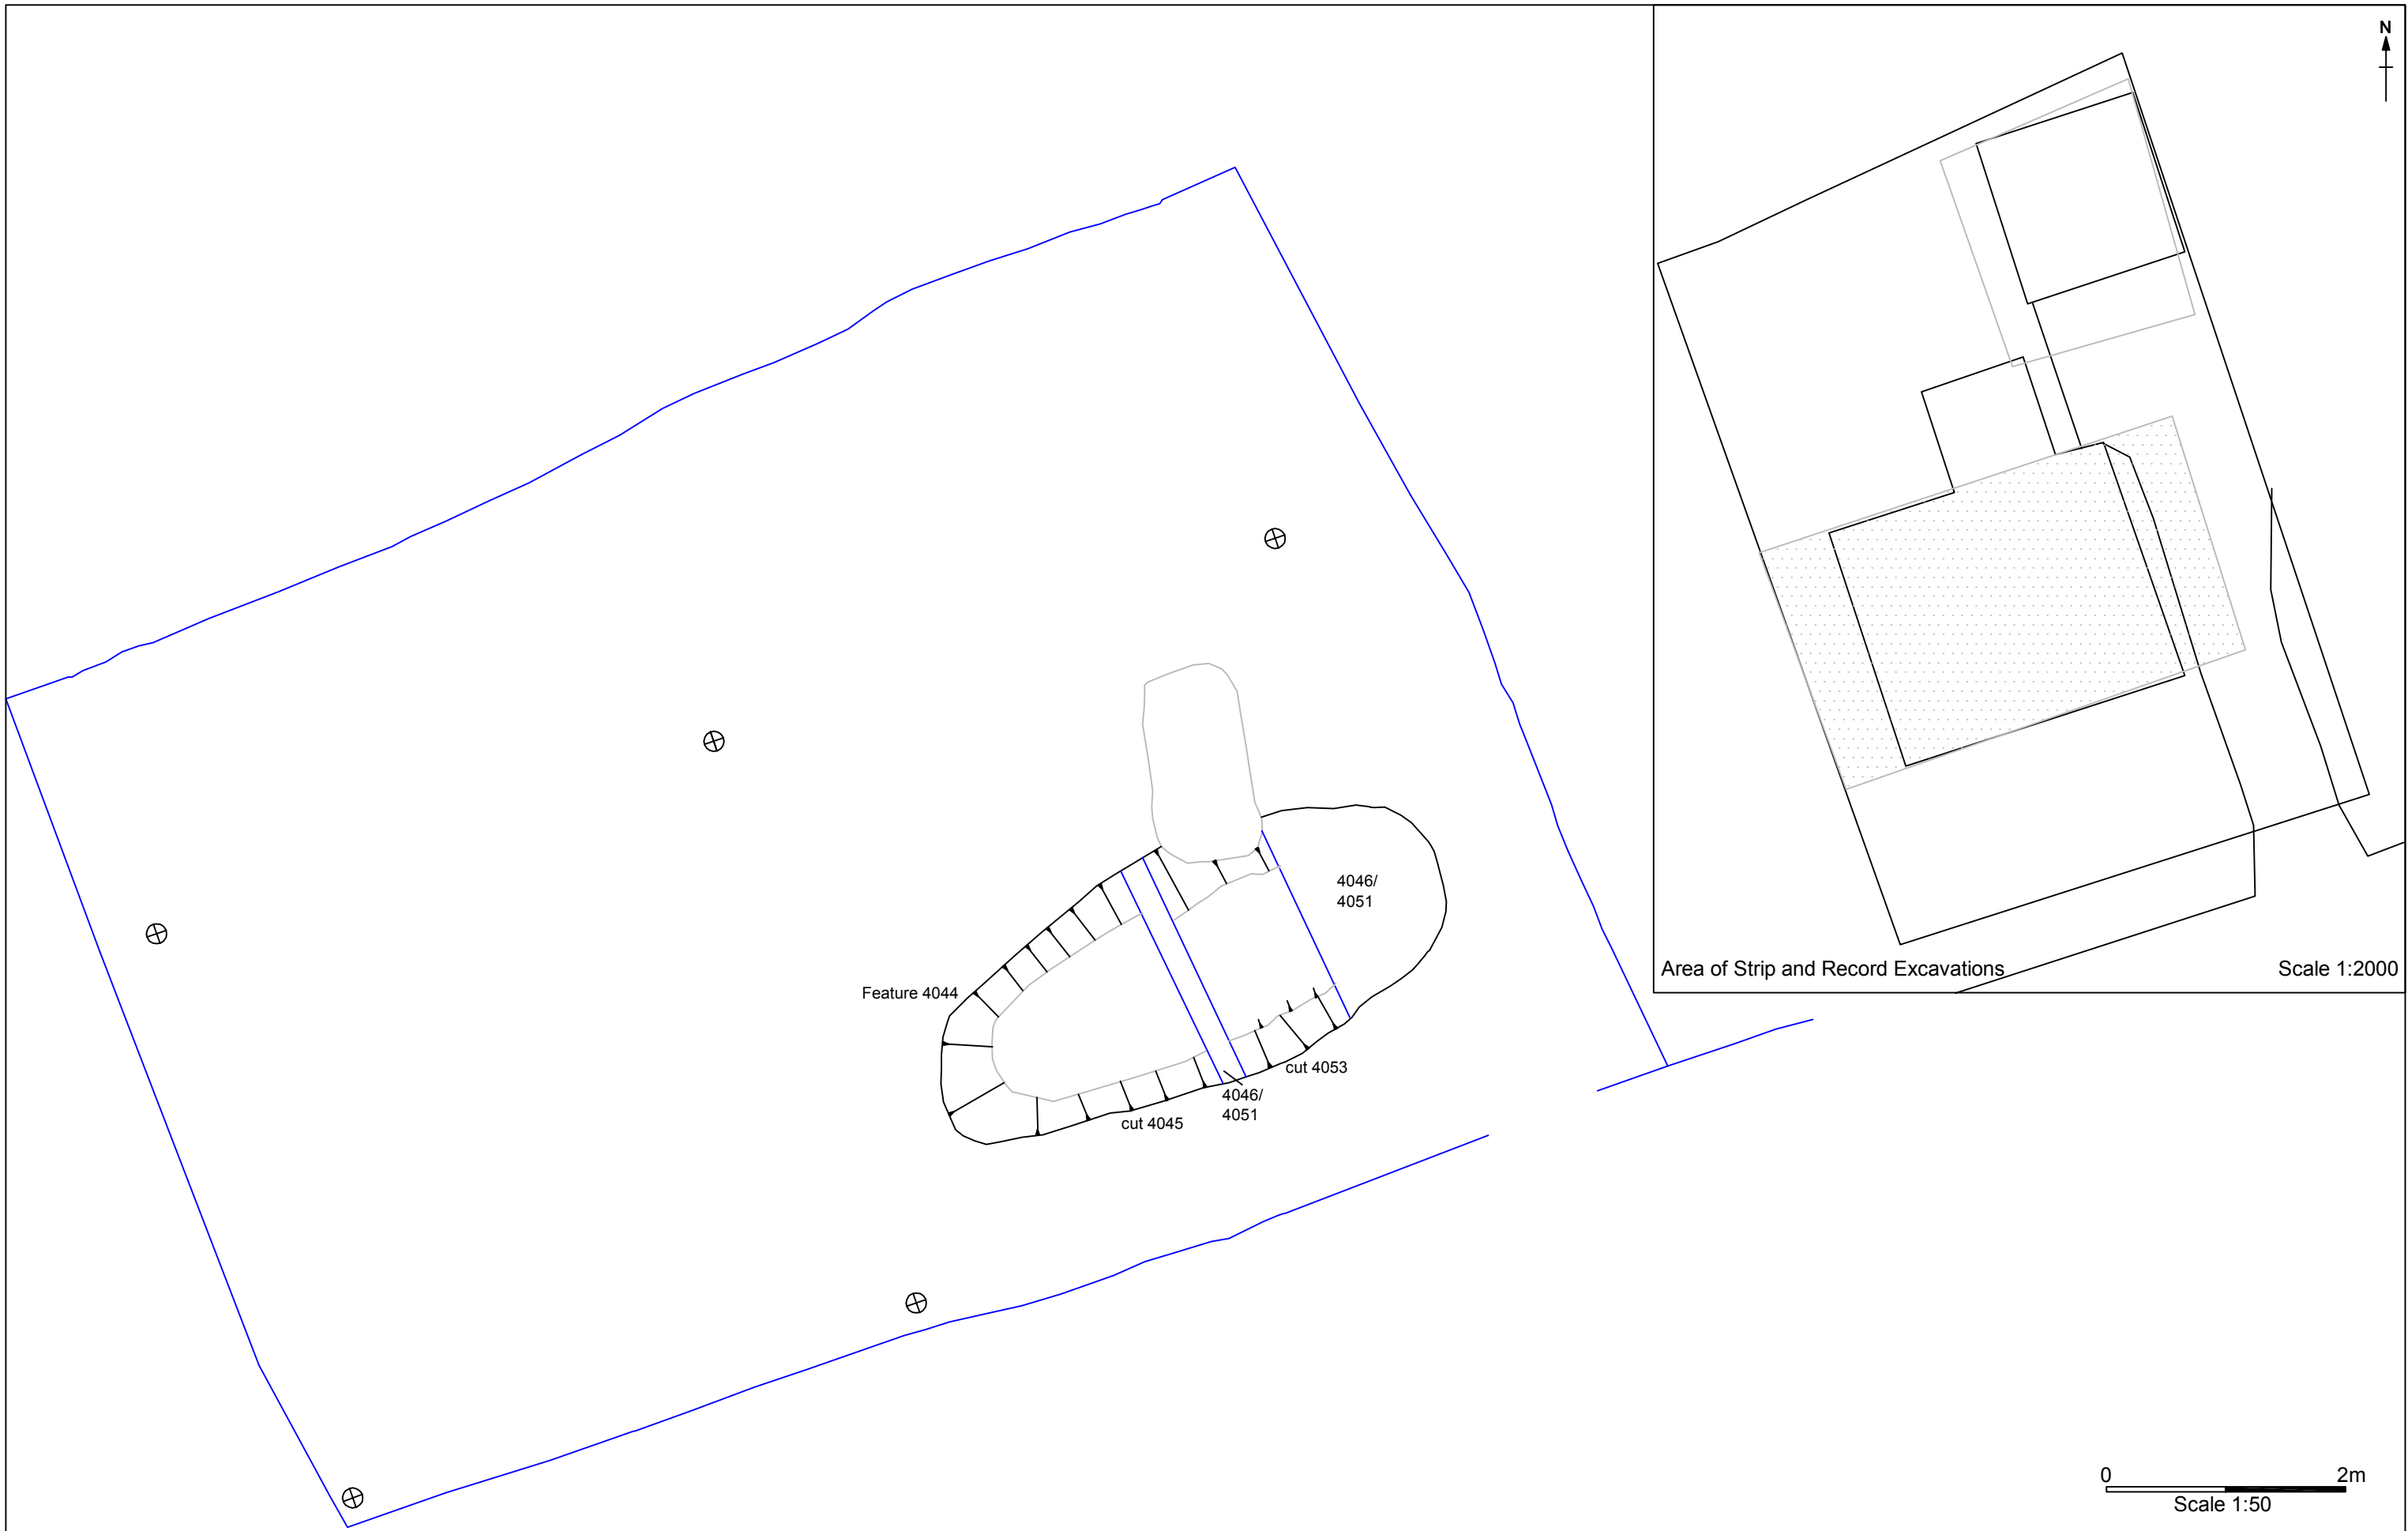 N
4046/
4051
Area of Strip and Record Excavations
Scale 1:2000
Feature 4044
cut 4053
4046/
4051
cut 4045
0
2m
Scale 1:50